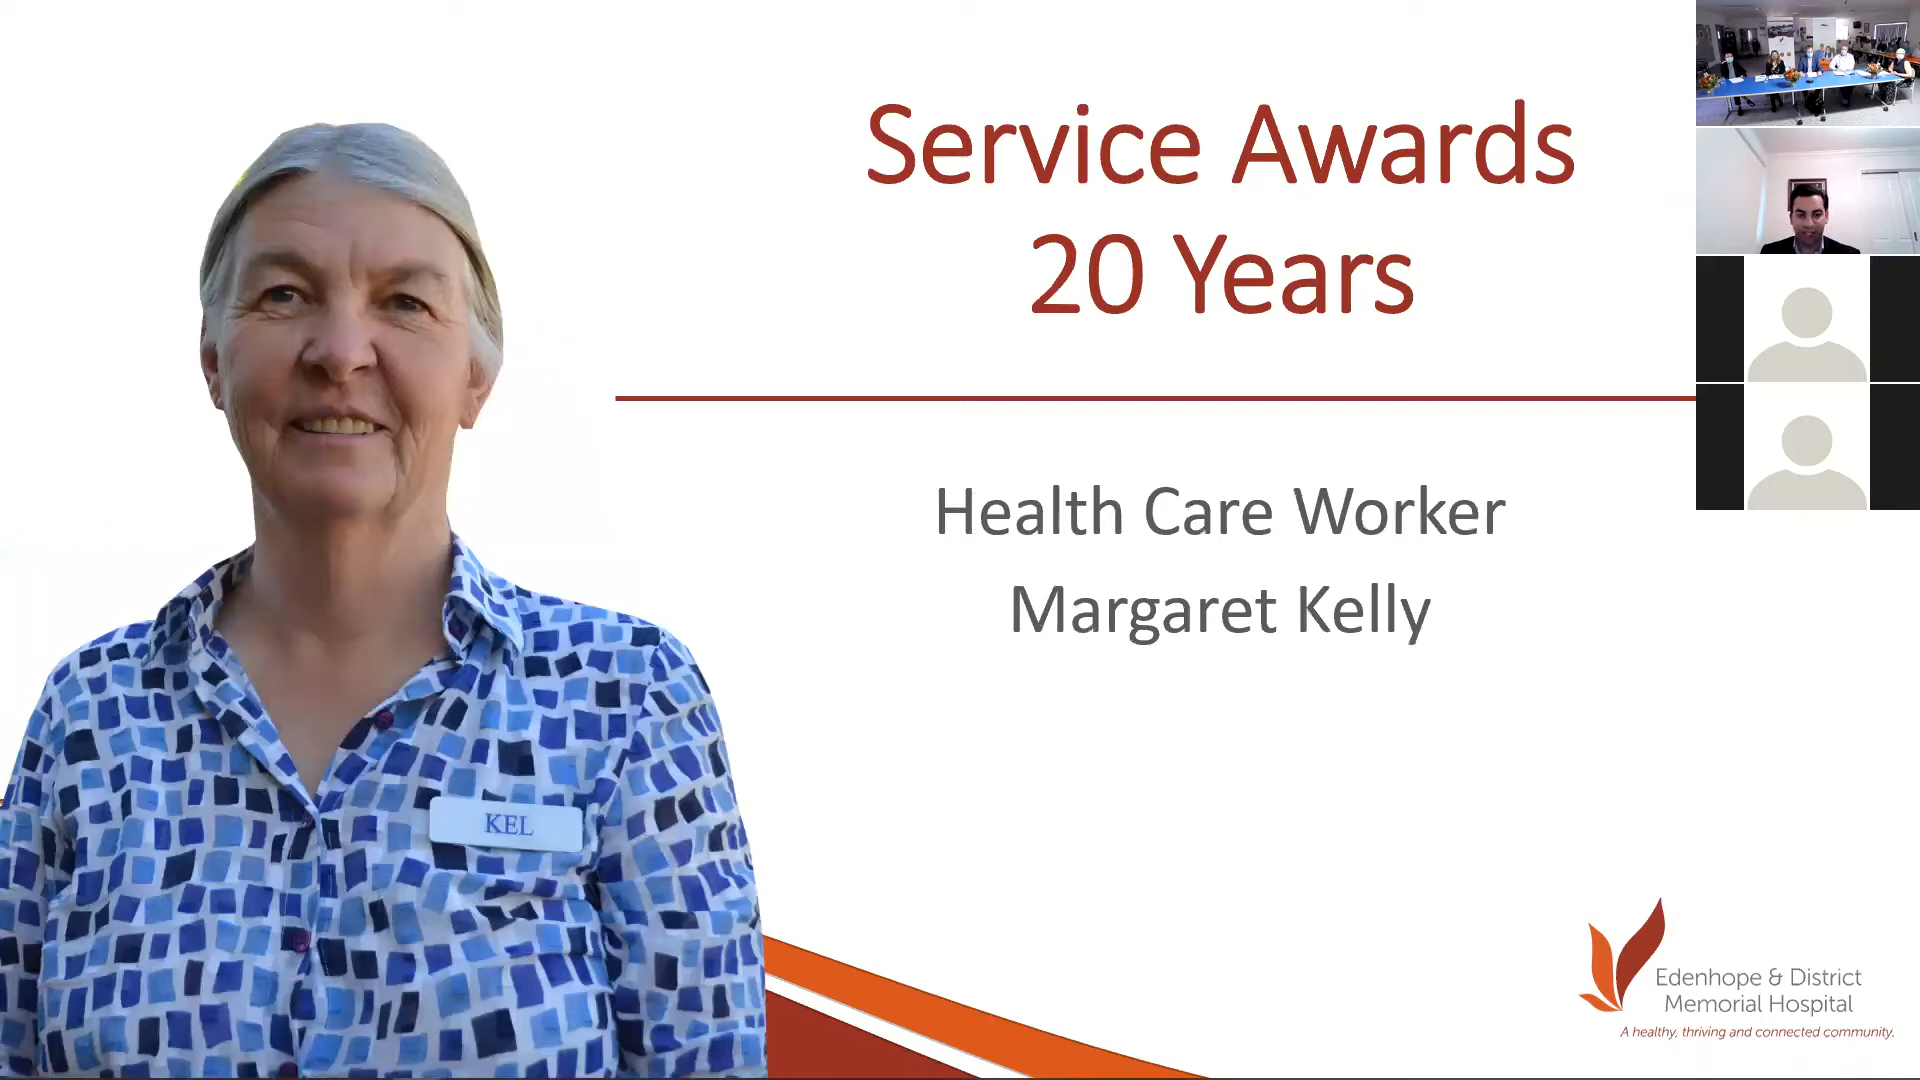 Service Awards
20 Years
Health Care Worker
Margaret Kelly
KEL
Edenhope & District
Memorial Hospital
A healthy, thriving and connected community.